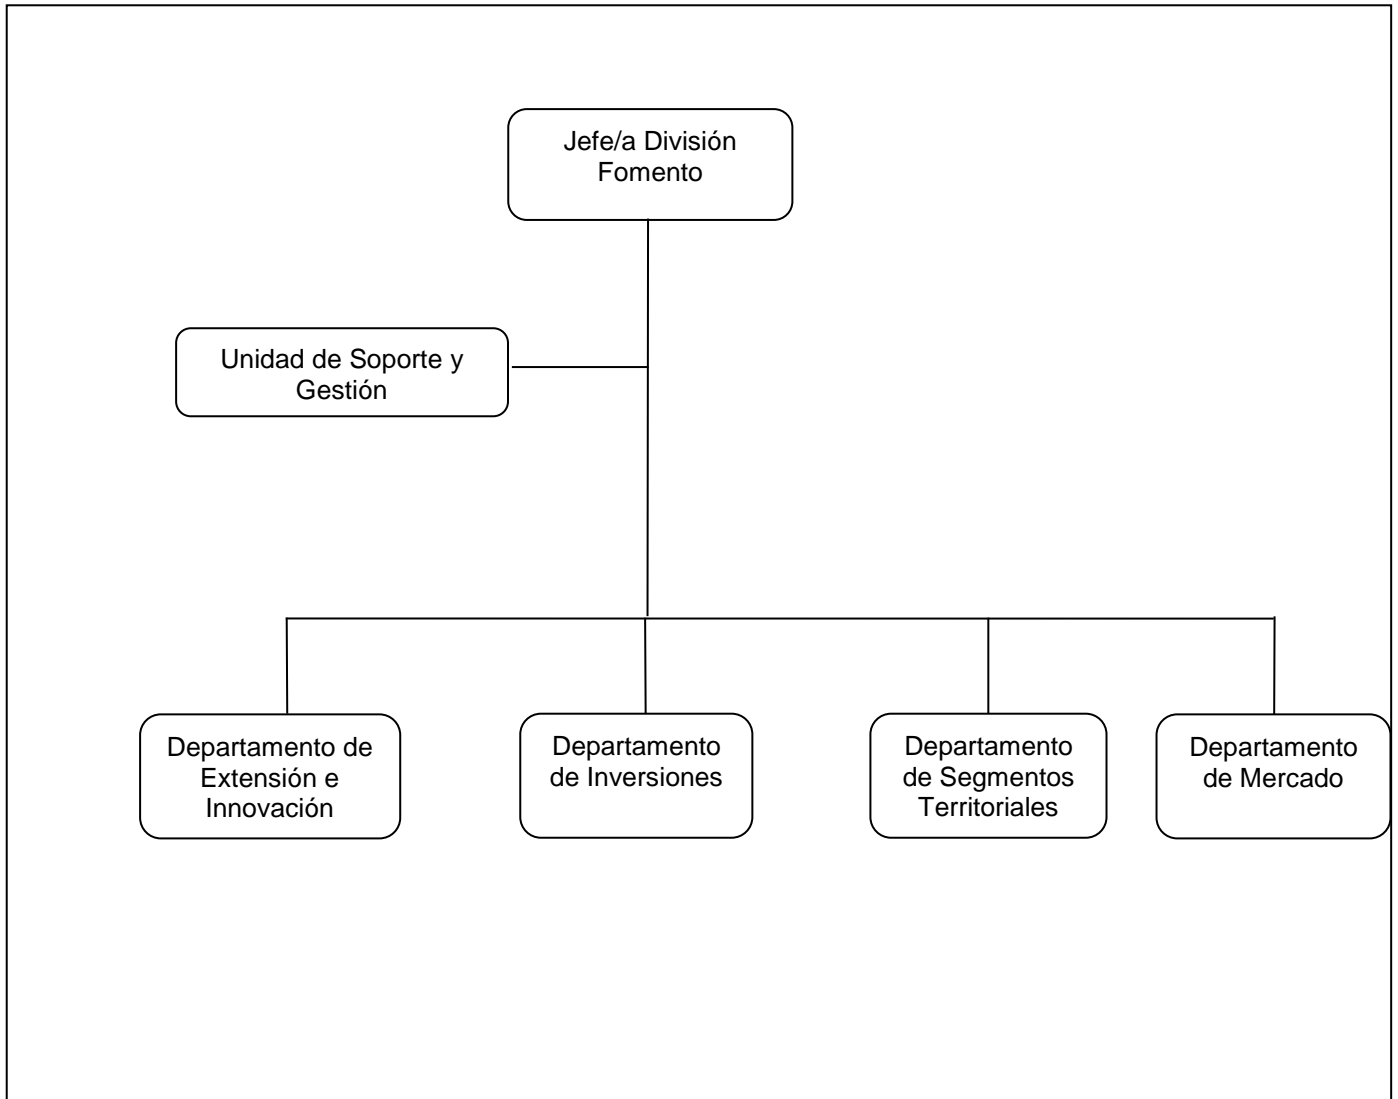 Jefe/a División
Fomento
Unidad de Soporte y
Gestión
Departamento de
Extensión e
Innovación
Departamento
de Inversiones
Departamento
de Segmentos
Territoriales
Departamento
de Mercado